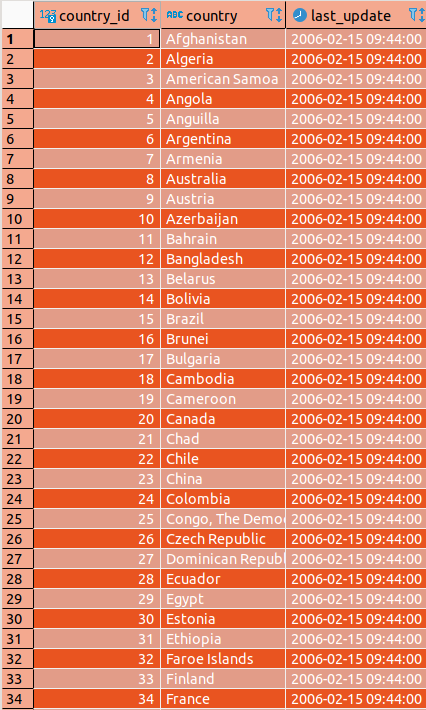 country_id country last_update
1 1 Afghanistan 2006-02-15 09:44:00
2 2 Algeria 2006-02-15 09:44:00
3 3 American Samoa 2006-02-15 09:44:00
4 4 Angola 2006-02-15 09:44:00
5 5 Anguilla 2006-02-15 09:44:00
6 6 Argentina 2006-02-15 09:44:00
7 7 Armenia 2006-02-15 09:44:00
8 8 Australia 2006-02-15 09:44:00
9 9 Austria 2006-02-15 09:44:00
10 10 Azerbaijan 2006-02-15 09:44:00
11 11 Bahrain 2006-02-15 09:44:00
12 12 Bangladesh 2006-02-15 09:44:00
13 13 Belarus 2006-02-15 09:44:00
14 14 Bolivia 2006-02-15 09:44:00
15 15 Brazil 2006-02-15 09:44:00
16 16 Brunei 2006-02-15 09:44:00
17 17 Bulgaria 2006-02-15 09:44:00
18 18 Cambodia 2006-02-15 09:44:00
19 19 Cameroon 2006-02-15 09:44:00
20 20 Canada 2006-02-15 09:44:00
21 21 Chad 2006-02-15 09:44:00
22 22 Chile 2006-02-15 09:44:00
23 23 China 2006-02-15 09:44:00
24 24 Colombia 2006-02-15 09:44:00
25 25 Congo, The Demo 2006-02-15 09:44:00
26 26 Czech Republic 2006-02-15 09:44:00
27 27 Dominican Republ 2006-02-15 09:44:00
28 28 Ecuador 2006-02-15 09:44:00
29 29 Egypt 2006-02-15 09:44:00
30 30 Estonia 2006-02-15 09:44:00
31 31 Ethiopia 2006-02-15 09:44:00
32 32 Faroe Islands 2006-02-15 09:44:00
33 33 Finland 2006-02-15 09:44:00
34 34 France 2006-02-15 09:44:00